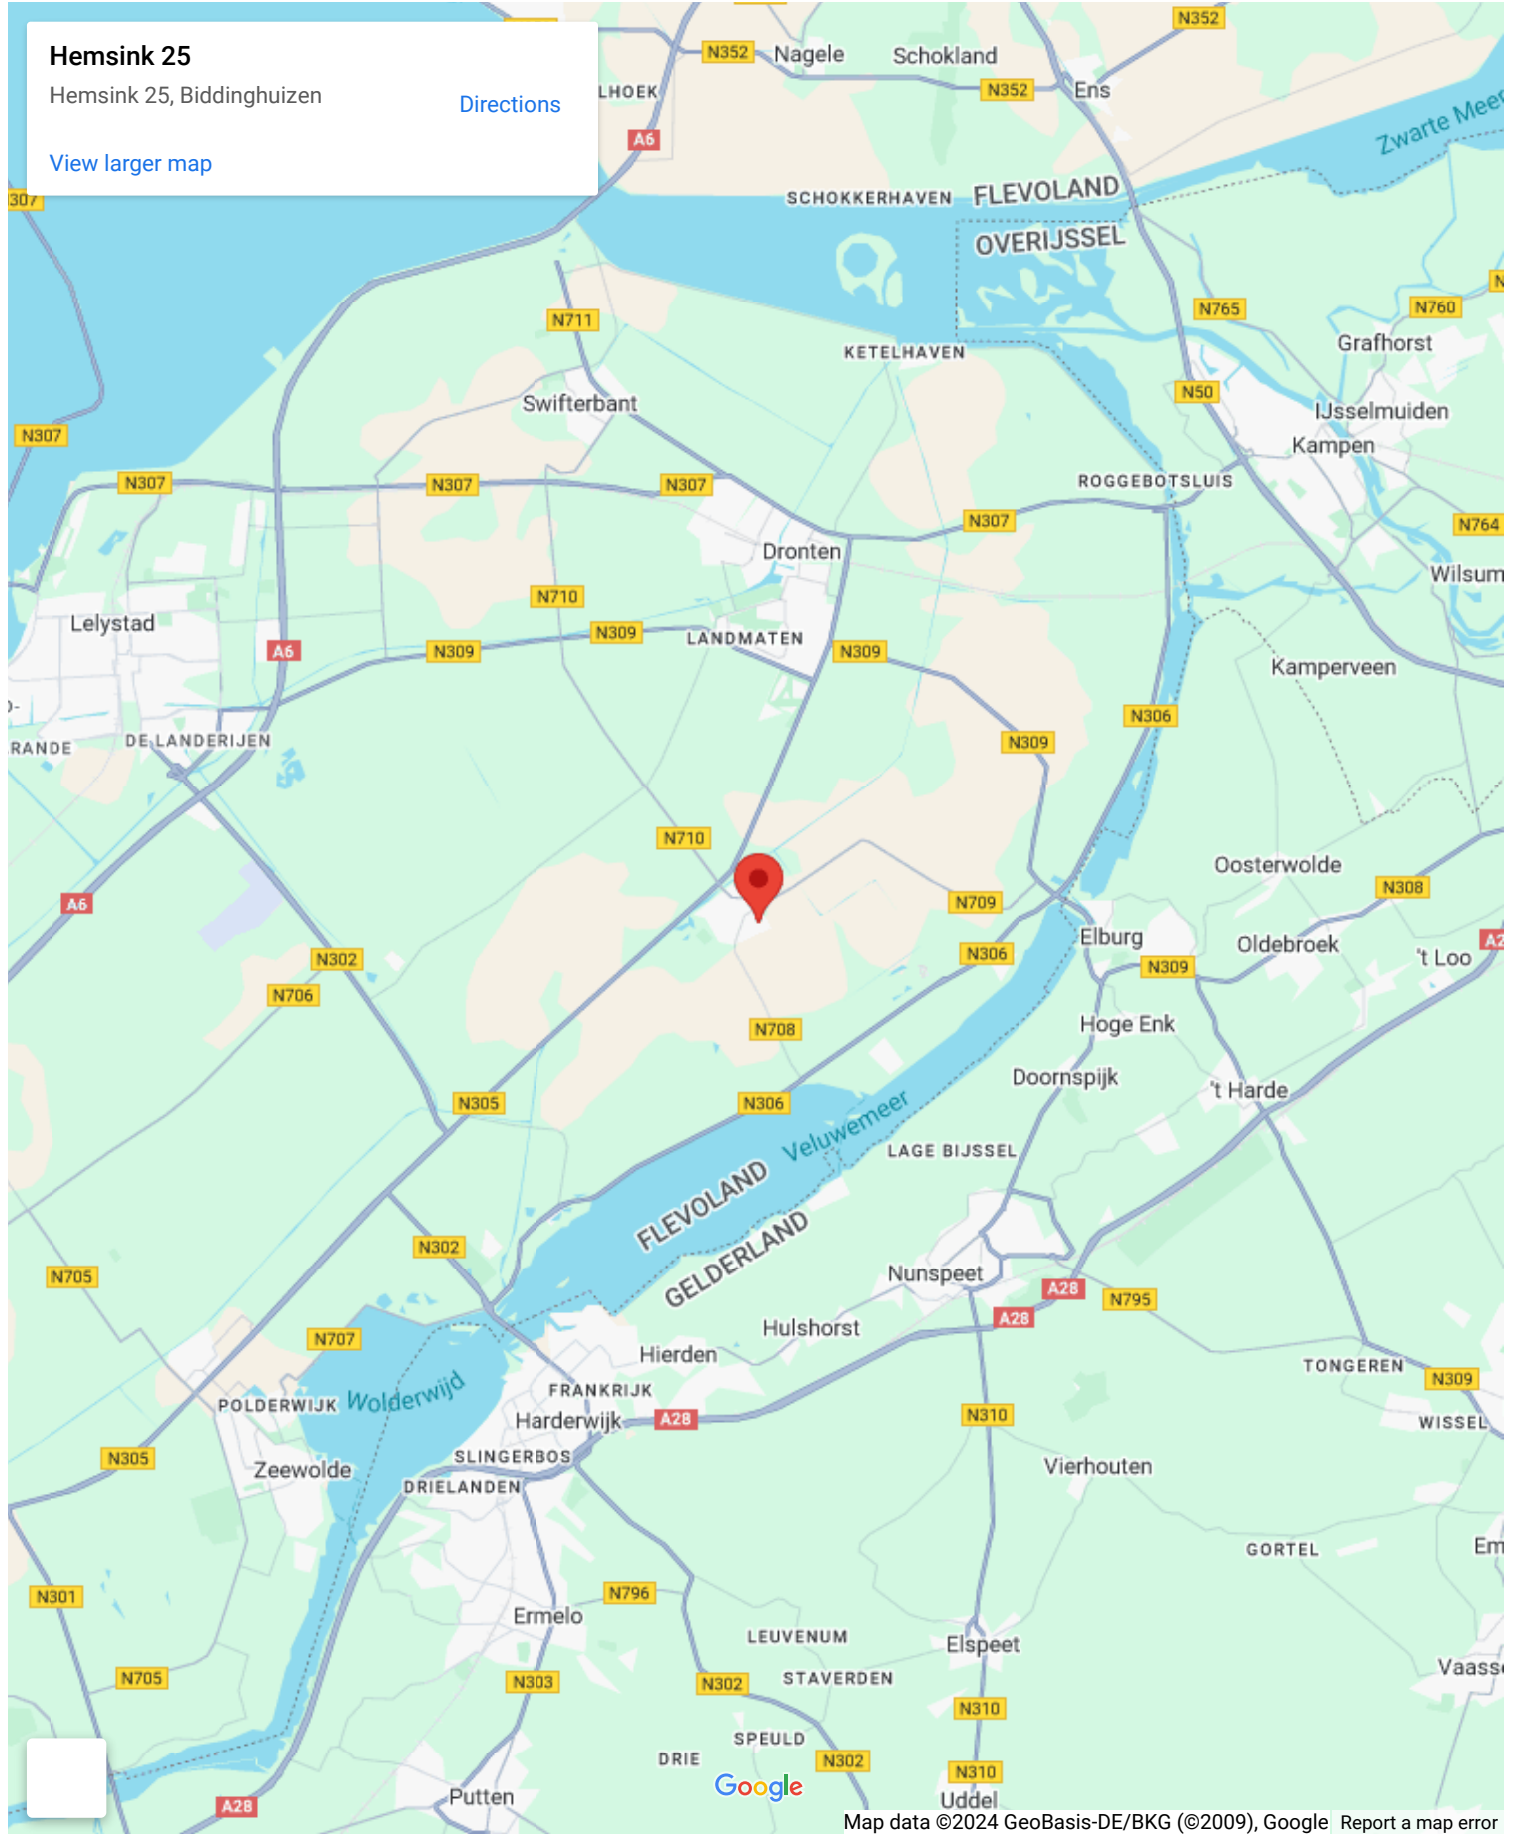 Hemsink 25
Hemsink 25, Biddinghuizen
Directions
View larger map
N352
N352
Nagele
Schokland
N352
Ens
LHOEK
A6
Zwarte Meer
307
SCHOKKERHAVEN
FLEVOLAND
OVERIJSSEL
N711
N765
N760
N
Grafhorst
KETELHAVEN
N50
Swifterbant
IJsselmuiden
N307
Kampen
N307
N307
N307
ROGGEBOTSLUIS
N307
N764
Dronten
Wilsum
N710
Lelystad
N309
LANDMATEN
A6
N309
N309
Kamperveen
N306
RANDE
DE LANDERIJEN
N309
N710
Oosterwolde
N308
A6
N709
Elburg
Oldebroek
A2
't Loo
N302
N306
N309
N706
N708
Hoge Enk
Doornspijk
't Harde
N305
N306
Veluwemeer
LAGE BIJSSEL
FLEVOLAND
GELDERLAND
N302
N705
Nunspeet
A28
N795
A28
N707
Hulshorst
Hierden
TONGEREN
N309
POLDERWIJK
Wolderwijd
FRANKRIJK
Harderwijk
A28
N310
WISSEL
N305
SLINGERBOS
Zeewolde
DRIELANDEN
Vierhouten
GORTEL
Em
N301
N796
Ermelo
LEUVENUM
Elspeet
N705
N303
N302
STAVERDEN
Vaasse
N310
SPEULD
DRIE
N302
N310
Google
Putten
Uddel
A28
Map data ©2024 GeoBasis-DE/BKG (©2009), Google
Report a map error